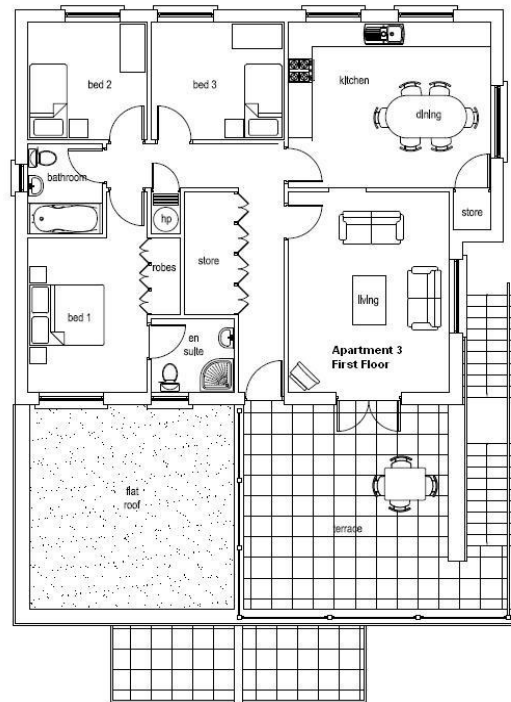 bed 2
bed 3
kitchen
dining
bathroom
hp
store
robes
store
living
bed 1
en
suite
Apartment 3
First Floor
flat
roof
terrace